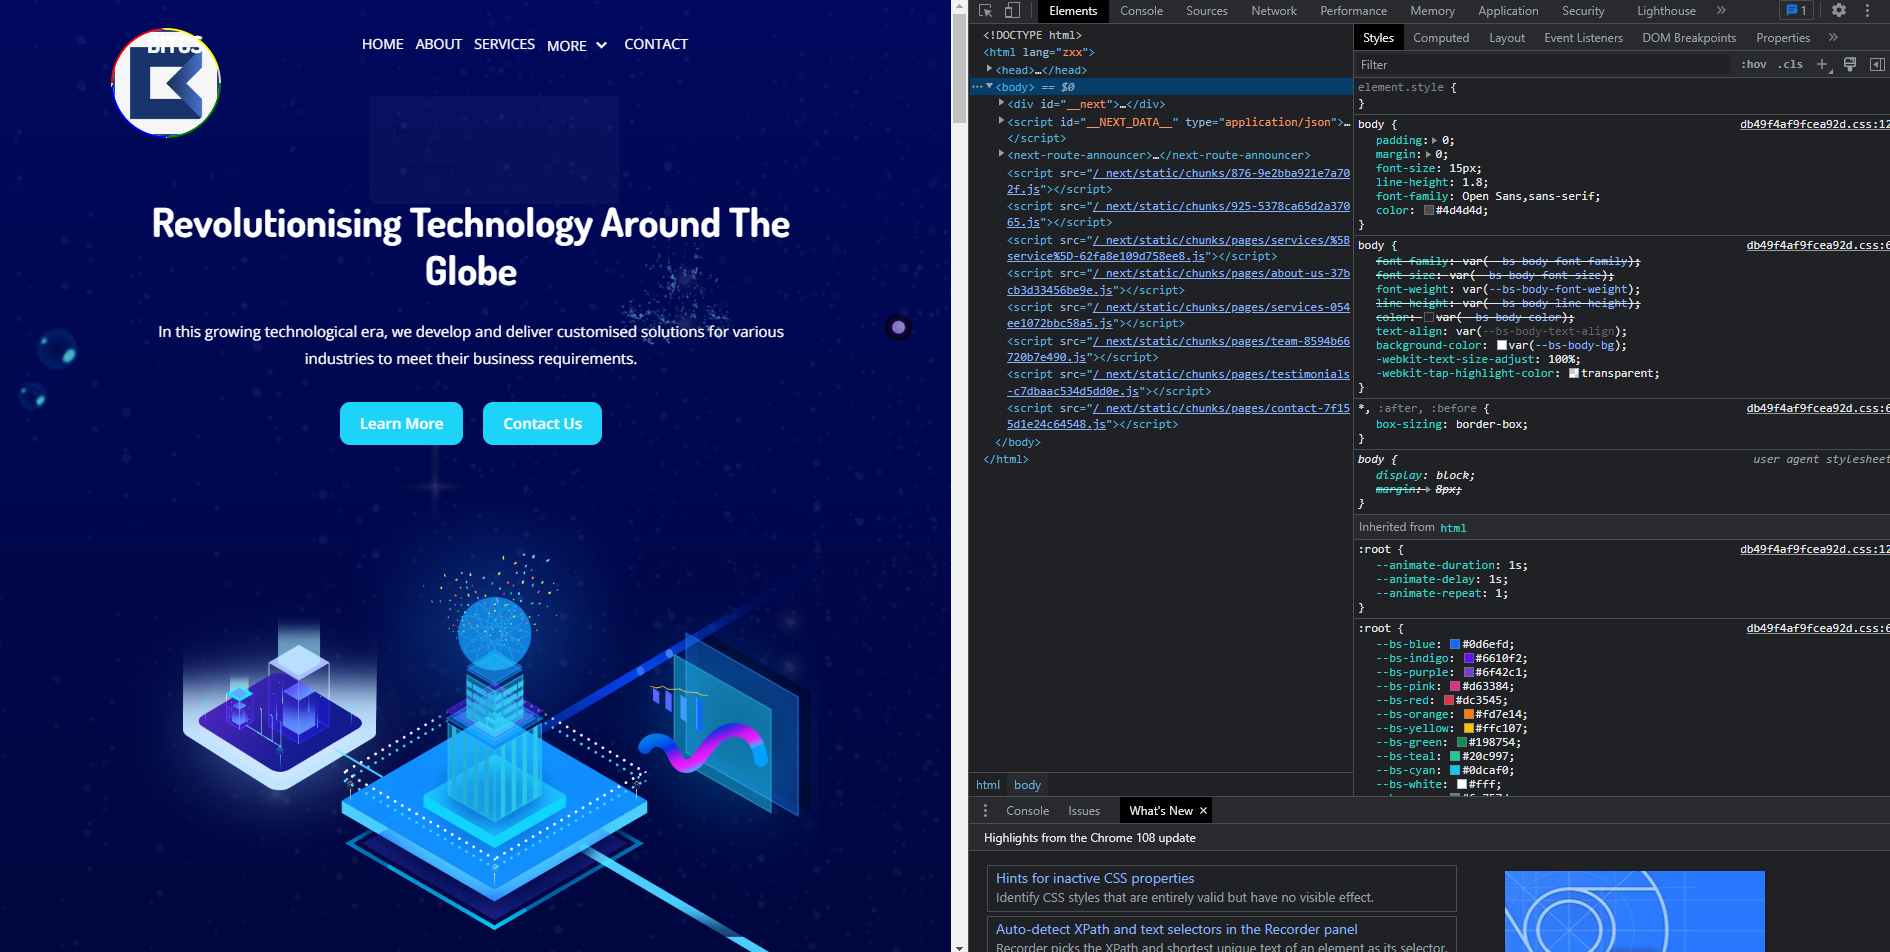 BITUS
HOME ABOUT SERVICES MORE CONTACT
Team
Testimonials
Revolutionising Technology Around The
Globe
In this growing technological era, we develop and deliver customised solutions for various
industries to meet their business requirements.
Learn More Contact Us
Elements Console Sources Network Performance Memory Application Security Lighthouse » 1
<!DOCTYPE html>
<html lang="zxx">
<head>…</head>
<body> == $0
<div id="__next">…</div>
<script id="__NEXT_DATA__" type="application/json">…
</script>
<next-route-announcer>…</next-route-announcer>
<script src="/_next/static/chunks/876-9e2bba921e7a70
2f.js"></script>
<script src="/_next/static/chunks/925-5378ca65d2a370
65.js"></script>
<script src="/_next/static/chunks/pages/services/%5B
service%5D-62fa8e109d758ee8.js"></script>
<script src="/_next/static/chunks/pages/about-us-37b
cb3d33456be9e.js"></script>
<script src="/_next/static/chunks/pages/services-054
ee1072bbc58a5.js"></script>
<script src="/_next/static/chunks/pages/team-8594b66
720b7e490.js"></script>
<script src="/_next/static/chunks/pages/testimonials
-c7dbaac534d5dd0e.js"></script>
<script src="/_next/static/chunks/pages/contact-7f15
5d1e24c64548.js"></script>
</body>
</html>
html body
Styles Computed Layout Event Listeners DOM Breakpoints Properties »
Filter :hov .cls +
element.style {
}
body { db49f4af9fcea92d.css:12
padding: 0;
margin: 0;
font-size: 15px;
line-height: 1.8;
font-family: Open Sans,sans-serif;
color: #4d4d4d;
}
body { db49f4af9fcea92d.css:6
font-family: var(--bs-body-font-family);
font-size: var(--bs-body-font-size);
font-weight: var(--bs-body-font-weight);
line-height: var(--bs-body-line-height);
color: var(--bs-body-color);
text-align: var(--bs-body-text-align);
background-color: var(--bs-body-bg);
-webkit-text-size-adjust: 100%;
-webkit-tap-highlight-color: transparent;
}
*, :after, :before { db49f4af9fcea92d.css:6
box-sizing: border-box;
}
body { user agent stylesheet
display: block;
margin: 8px;
}
Inherited from html
:root { db49f4af9fcea92d.css:12
--animate-duration: 1s;
--animate-delay: 1s;
--animate-repeat: 1;
}
:root { db49f4af9fcea92d.css:6
--bs-blue: #0d6efd;
--bs-indigo: #6610f2;
--bs-purple: #6f42c1;
--bs-pink: #d63384;
--bs-red: #dc3545;
--bs-orange: #fd7e14;
--bs-yellow: #ffc107;
--bs-green: #198754;
--bs-teal: #20c997;
--bs-cyan: #0dcaf0;
--bs-white: #fff;
Console Issues What's New ×
Highlights from the Chrome 108 update
Hints for inactive CSS properties
Identify CSS styles that are entirely valid but have no visible effect.
Auto-detect XPath and text selectors in the Recorder panel
Recorder picks the XPath and shortest unique text of an element as its selector.